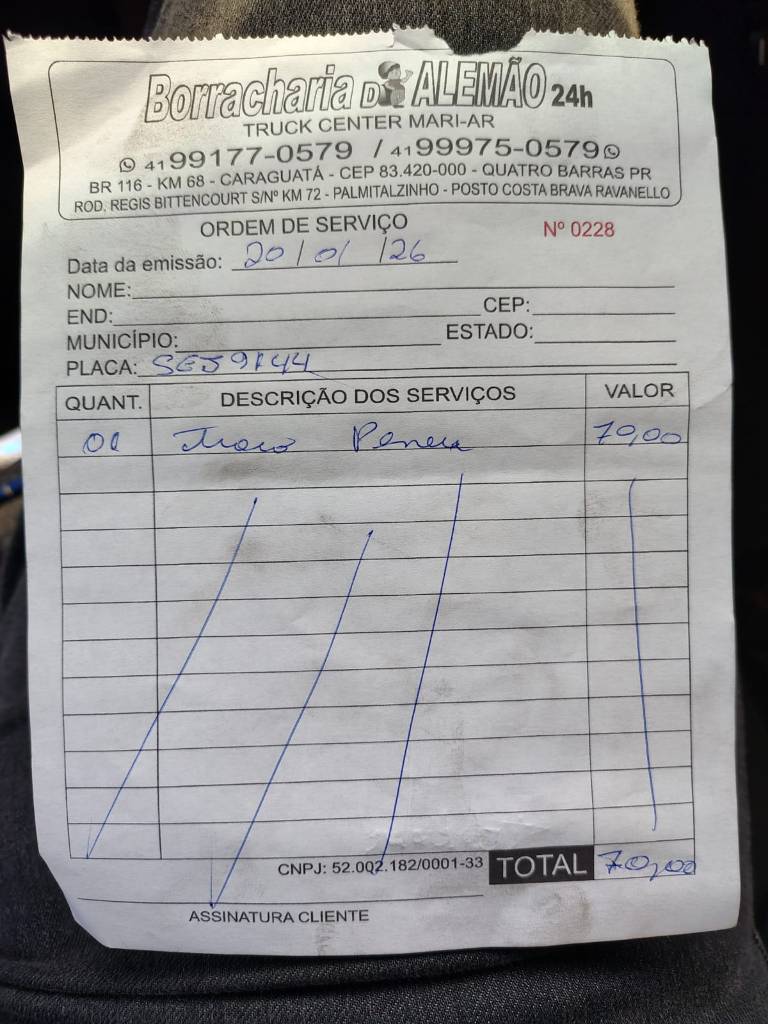 Borracharia DO ALEMÃO 24h
TRUCK CENTER MARI-AR
41 99177-0579 / 41 99975-0579
BR 116 - KM 68 - CARAGUATÁ - CEP 83.420-000 - QUATRO BARRAS PR
ROD. REGIS BITTENCOURT S/Nº KM 72 - PALMITALZINHO - POSTO COSTA BRAVA RAVANELLO
ORDEM DE SERVIÇO Nº 0228
Data da emissão: 20/01/26
NOME:
END: CEP:
MUNICÍPIO: ESTADO:
PLACA:
QUANT. DESCRIÇÃO DOS SERVIÇOS VALOR
01 70,00
CNPJ: 52.002.182/0001-33 TOTAL 70,00
ASSINATURA CLIENTE